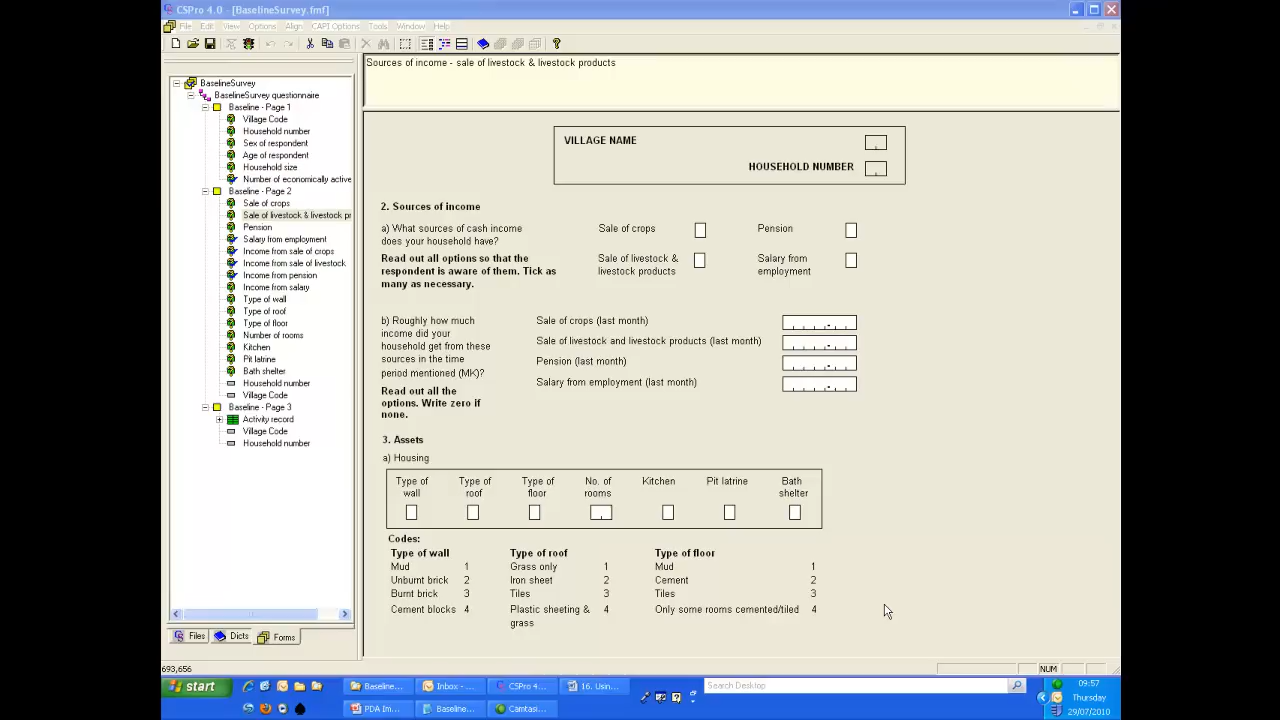 CSPro 4.0 - [BaselineSurvey.fmf]
File Edit View Options Align CAPI Options Tools Window Help
Sources of income - sale of livestock & livestock products
BaselineSurvey
BaselineSurvey questionnaire
Baseline - Page 1
Village Code
Household number
Sex of respondent
Age of respondent
Household size
Number of economically active
Baseline - Page 2
Sale of crops
Sale of livestock & livestock pr
Pension
Salary from employment
Income from sale of crops
Income from sale of livestock
Income from pension
Income from salary
Type of wall
Type of roof
Type of floor
Number of rooms
Kitchen
Pit latrine
Bath shelter
Household number
Village Code
Baseline - Page 3
Activity record
Village Code
Household number
Files Dicts Forms
VILLAGE NAME
HOUSEHOLD NUMBER
2. Sources of income
a) What sources of cash income
does your household have?
Read out all options so that the
respondent is aware of them. Tick as
many as necessary.
Sale of crops
Pension
Sale of livestock &
livestock products
Salary from
employment
b) Roughly how much
income did your
household get from these
sources in the time
period mentioned (MK)?
Read out all the
options. Write zero if
none.
Sale of crops (last month)
Sale of livestock and livestock products (last month)
Pension (last month)
Salary from employment (last month)
3. Assets
a) Housing
Type of
wall
Type of
roof
Type of
floor
No. of
rooms
Kitchen
Pit latrine
Bath
shelter
Codes:
Type of wall Type of roof Type of floor
Mud 1 Grass only 1 Mud 1
Unburnt brick 2 Iron sheet 2 Cement 2
Burnt brick 3 Tiles 3 Tiles 3
Cement blocks 4 Plastic sheeting & 4 Only some rooms cemented/tiled 4
grass
693,656
NUM
start
Baseline...
Inbox - ...
CSPro 4....
16. Usin...
Search Desktop
09:57
PDA Im...
Baseline...
Camtasi...
Thursday
29/07/2010